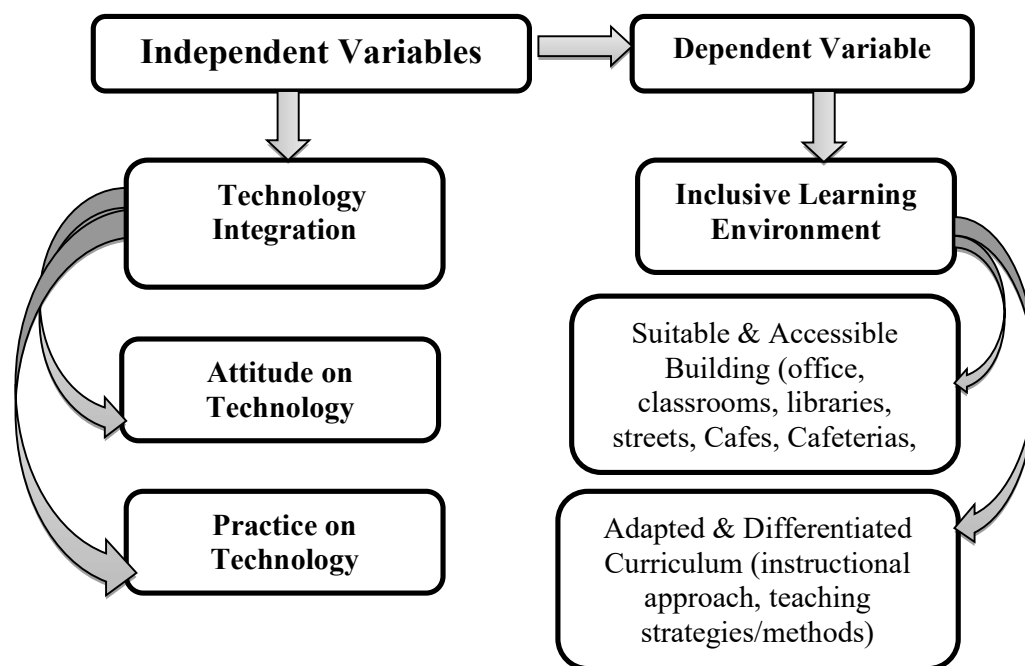 Independent Variables
Dependent Variable
Technology
Integration
Inclusive Learning
Environment
Attitude on
Technology
Suitable & Accessible
Building (office,
classrooms, libraries,
streets, Cafes, Cafeterias,
Practice on
Technology
Adapted & Differentiated
Curriculum (instructional
approach, teaching
strategies/methods)